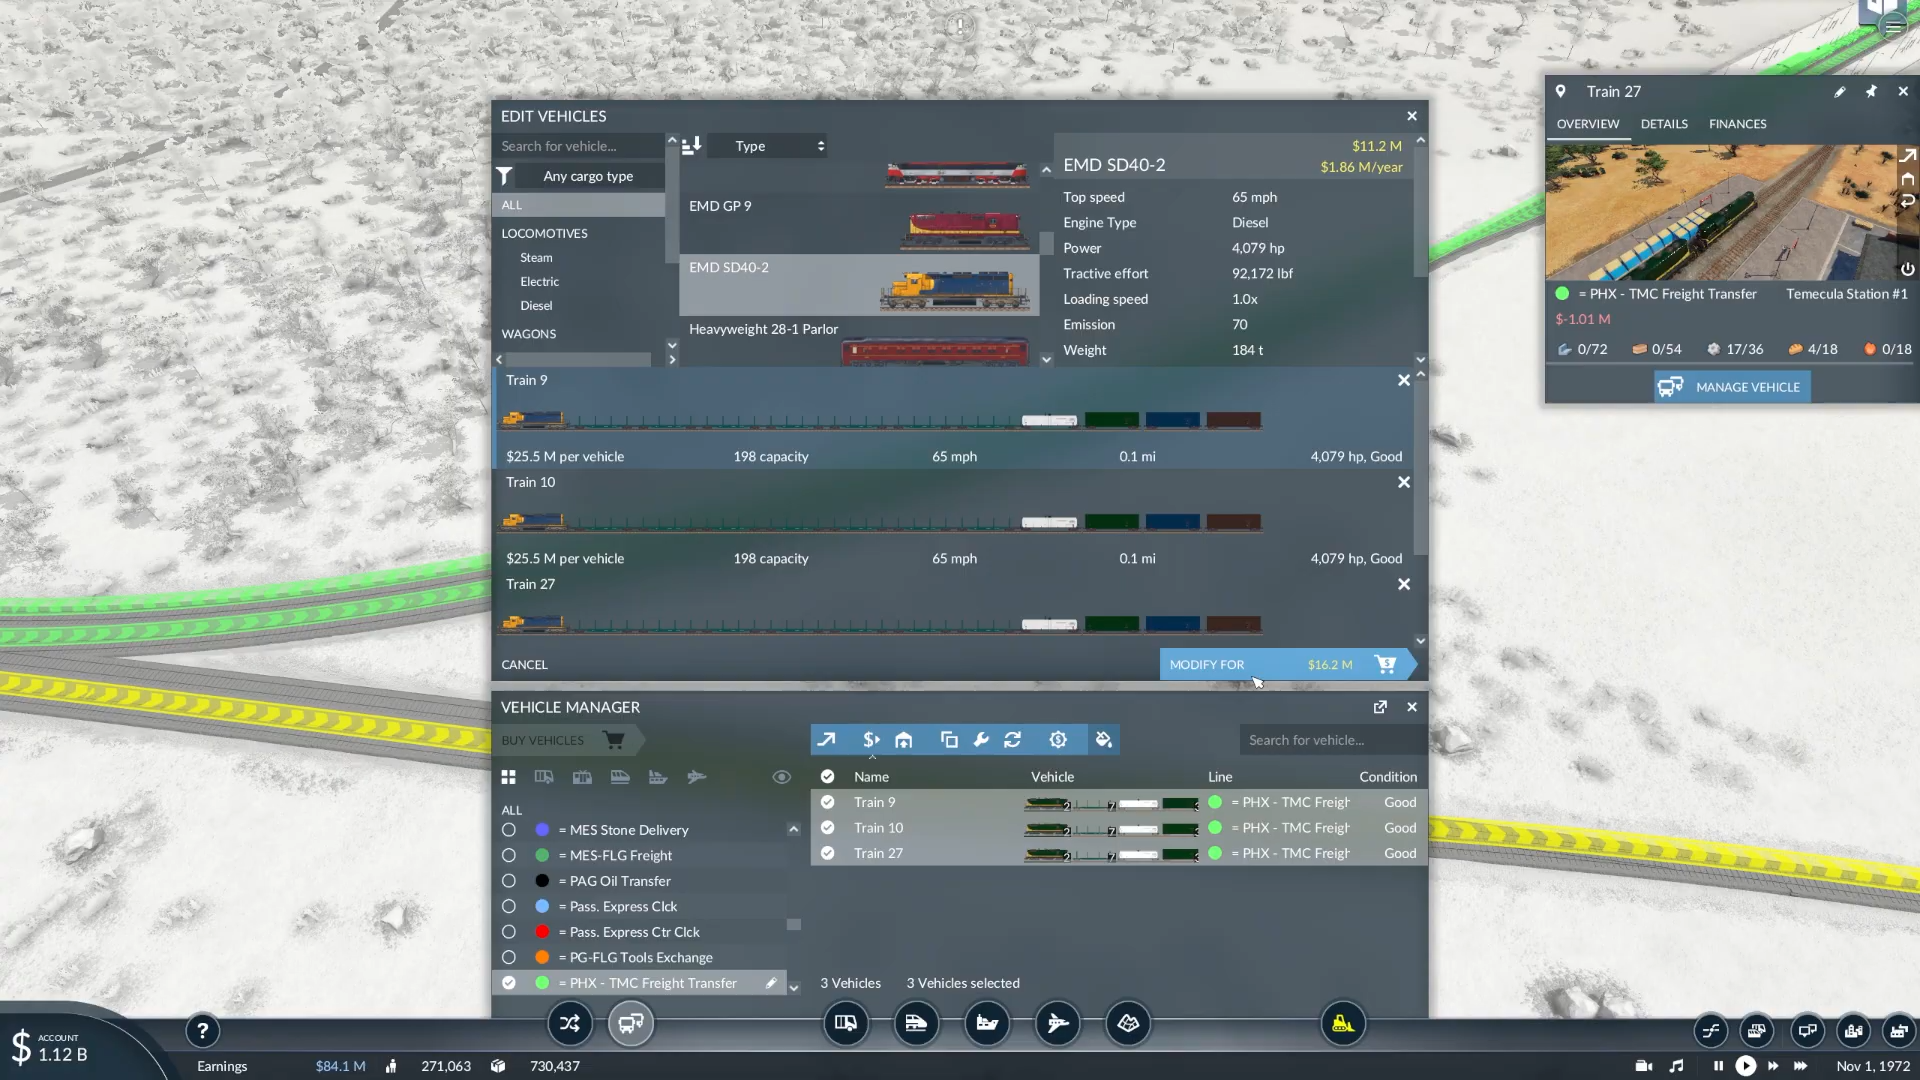 EDIT VEHICLES
Search for vehicle...
Any cargo type
ALL
LOCOMOTIVES
Steam
Electric
Diesel
WAGONS
Type
EMD GP 9
EMD SD40-2
Heavyweight 28-1 Parlor
$11.2 M
EMD SD40-2
$1.86 M/year
Top speed 65 mph
Engine Type Diesel
Power 4,079 hp
Tractive effort 92,172 lbf
Loading speed 1.0x
Emission 70
Weight 184 t
Train 9
$25.5 M per vehicle 198 capacity 65 mph 0.1 mi 4,079 hp, Good
Train 10
$25.5 M per vehicle 198 capacity 65 mph 0.1 mi 4,079 hp, Good
Train 27
CANCEL
MODIFY FOR $16.2 M
Train 27
OVERVIEW DETAILS FINANCES
= PHX - TMC Freight Transfer Temecula Station #1
$-1.01 M
0/72 0/54 17/36 4/18 0/18
MANAGE VEHICLE
VEHICLE MANAGER
BUY VEHICLES
Search for vehicle...
ALL
= MES Stone Delivery
= MES-FLG Freight
= PAG Oil Transfer
= Pass. Express Clck
= Pass. Express Ctr Clck
= PG-FLG Tools Exchange
= PHX - TMC Freight Transfer
Name Vehicle Line Condition
Train 9 = PHX - TMC Freigh Good
Train 10 = PHX - TMC Freigh Good
Train 27 = PHX - TMC Freigh Good
3 Vehicles 3 Vehicles selected
ACCOUNT
$ 1.12 B
?
Earnings $84.1 M 271,063 730,437
Nov 1, 1972